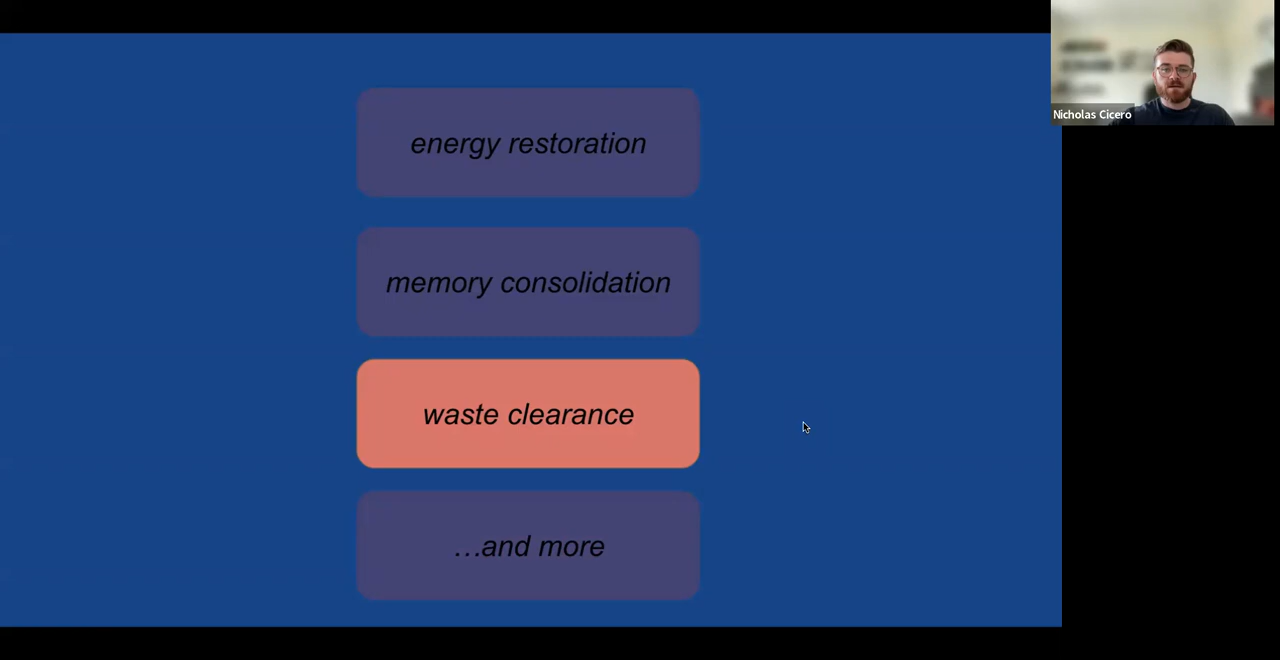 energy restoration
memory consolidation
waste clearance
…and more
Nicholas Cicero